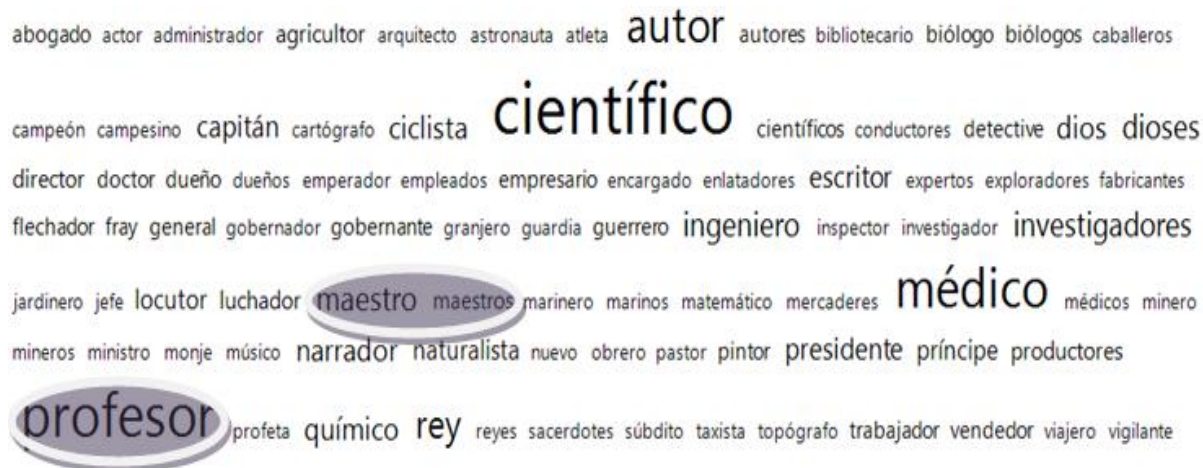 abogado actor administrador agricultor arquitecto astronauta atleta autor autores bibliotecario biólogo biólogos caballeros
campeón campesino capitán cartógrafo ciclista científico científicos conductores detective dios dioses
director doctor dueño dueños emperador empleados empresario encargado enlatadores escritor expertos exploradores fabricantes
flechador fray general gobernador gobernante granjero guardia guerrero ingeniero inspector investigador investigadores
jardinero jefe locutor luchador maestro maestros marinero marinos matemático mercaderes médico médicos minero
mineros ministro monje músico narrador naturalista nuevo obrero pastor pintor presidente príncipe productores
profesor profeta químico rey reyes sacerdotes súbdito taxista topógrafo trabajador vendedor viajero vigilante